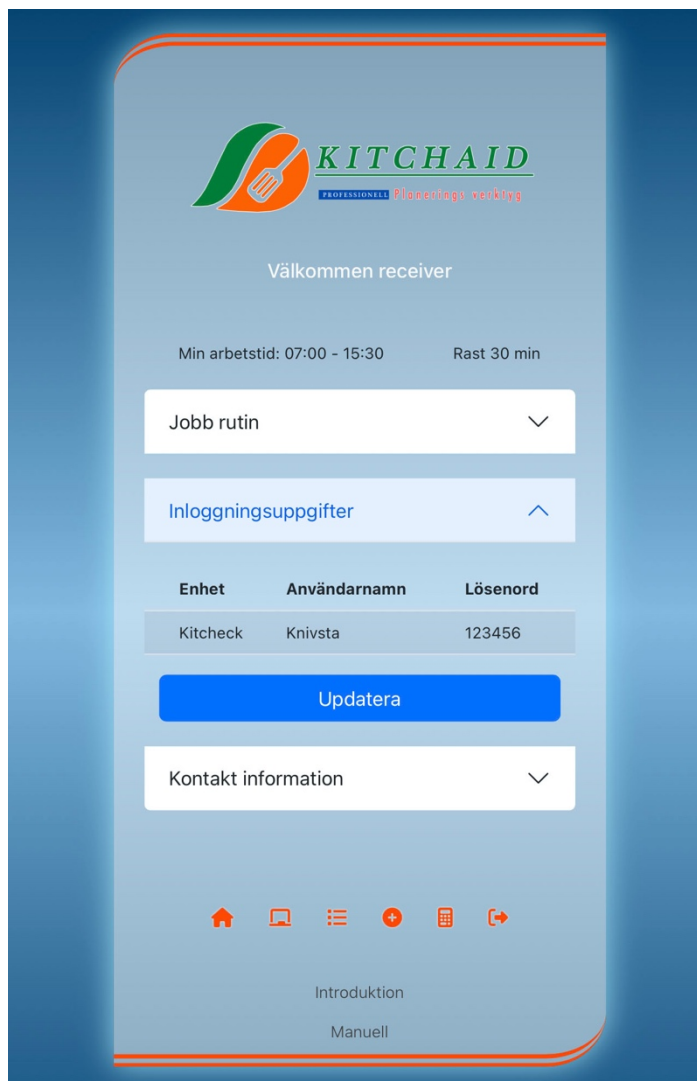 KITCHAID
PROFESSIONELL Planerings verktyg
Välkommen receiver
Min arbetstid: 07:00 - 15:30 Rast 30 min
Jobb rutin
Inloggningsuppgifter
Enhet Användarnamn Lösenord
Kitcheck Knivsta 123456
Updatera
Kontakt information
Introduktion
Manuell